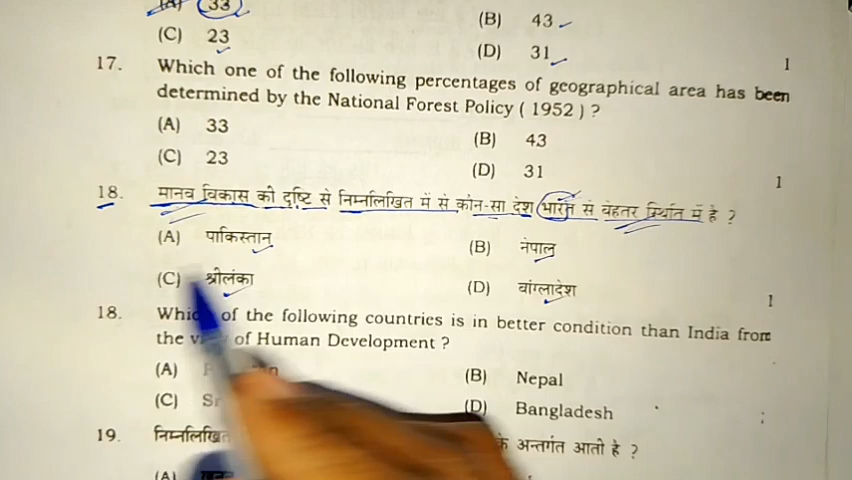 (A) 33
(B) 43
(C) 23
(D) 31
1
17. Which one of the following percentages of geographical area has been
determined by the National Forest Policy ( 1952 ) ?
(A) 33
(B) 43
(C) 23
(D) 31
1
18. मानव विकास की दृष्टि से निम्नलिखित में से कौन-सा देश भारत से बेहतर स्थिति में है ?
(A) पाकिस्तान
(B) नेपाल
(C) श्रीलंका
(D) बांग्लादेश
1
18. Which of the following countries is in better condition than India from
the of Human Development ?
(A)
(B) Nepal
(C) Sr
(D) Bangladesh
19. निम्नलिखित के अन्तर्गत आती है ?
(A)